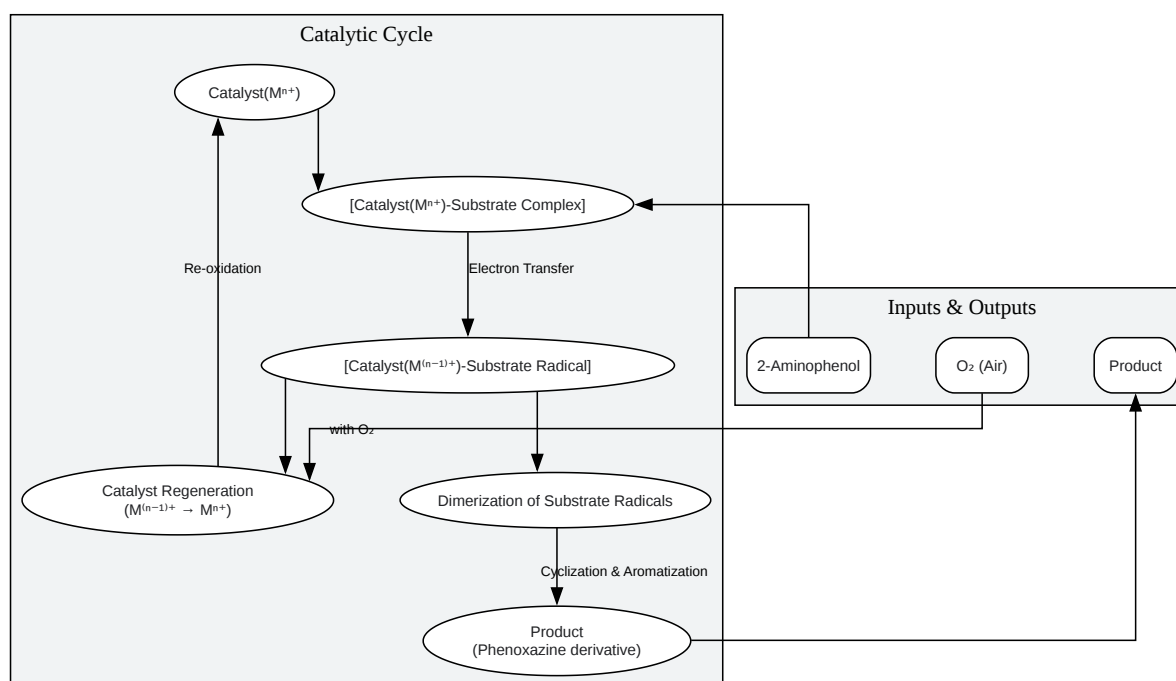 Catalytic Cycle
Catalyst(Mⁿ⁺)
[Catalyst(Mⁿ⁺)-Substrate Complex]
Re-oxidation
Electron Transfer
Inputs & Outputs
2-Aminophenol
O₂ (Air)
Product
[Catalyst(M⁽ⁿ⁻¹⁾⁺)-Substrate Radical]
with O₂
Catalyst Regeneration
(M⁽ⁿ⁻¹⁾⁺ → Mⁿ⁺)
Dimerization of Substrate Radicals
Cyclization & Aromatization
Product
(Phenoxazine derivative)